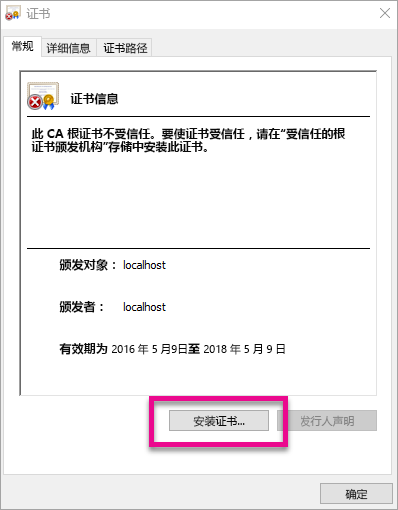 证书
常规 详细信息 证书路径
证书信息
此 CA 根证书不受信任。要使证书受信任，请在“受信任的根
证书颁发机构”存储中安装此证书。
颁发对象： localhost
颁发者： localhost
有效期为 2016 年 5 月9日至 2018 年 5 月 9 日
安装证书... 发行人声明
确定